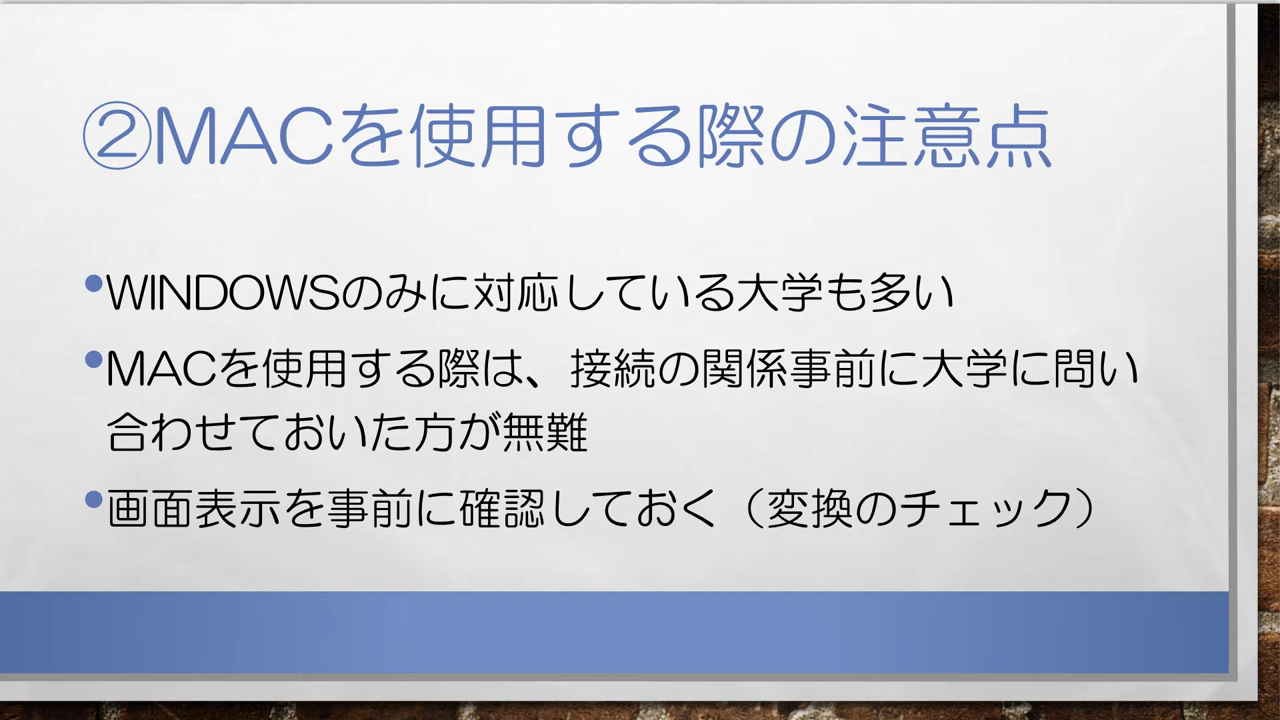 ②MACを使用する際の注意点
•WINDOWSのみに対応している大学も多い
•MACを使用する際は、接続の関係事前に大学に問い
合わせておいた方が無難
•画面表示を事前に確認しておく（変換のチェック）